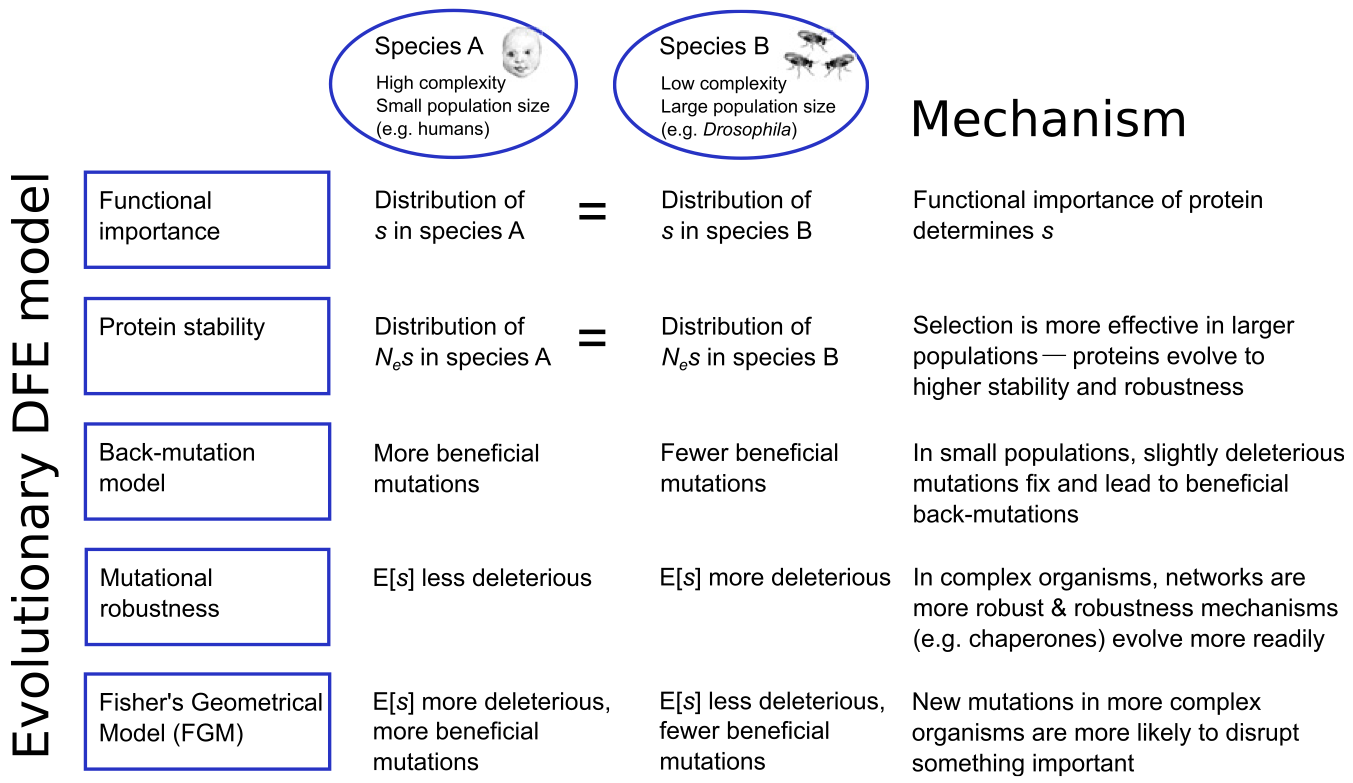 Species A
High complexity
Small population size
(e.g. humans)
Species B
Low complexity
Large population size
(e.g. Drosophila)
Mechanism
Evolutionary DFE model
Functional
importance
Distribution of
s in species A
=
Distribution of
s in species B
Functional importance of protein
determines s
Protein stability
Distribution of
Nes in species A
=
Distribution of
Nes in species B
Selection is more effective in larger
populations — proteins evolve to
higher stability and robustness
Back-mutation
model
More beneficial
mutations
Fewer beneficial
mutations
In small populations, slightly deleterious
mutations fix and lead to beneficial
back-mutations
Mutational
robustness
E[s] less deleterious
E[s] more deleterious
In complex organisms, networks are
more robust & robustness mechanisms
(e.g. chaperones) evolve more readily
Fisher's Geometrical
Model (FGM)
E[s] more deleterious,
more beneficial
mutations
E[s] less deleterious,
fewer beneficial
mutations
New mutations in more complex
organisms are more likely to disrupt
something important